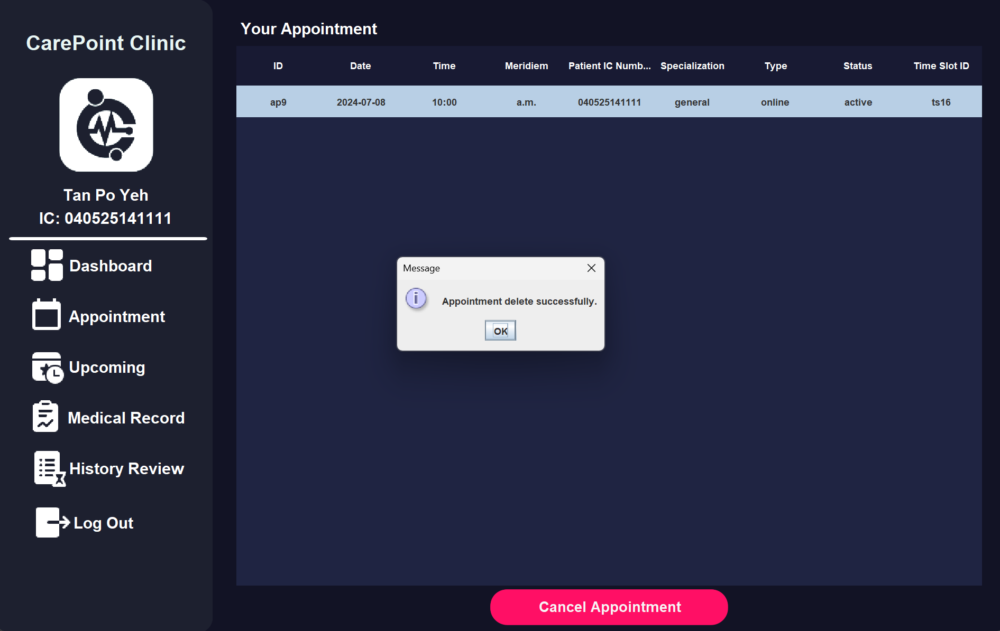 CarePoint Clinic
Tan Po Yeh
IC: 040525141111
Dashboard
Appointment
Upcoming
Medical Record
History Review
Log Out
Your Appointment
ID Date Time Meridiem Patient IC Numb... Specialization Type Status Time Slot ID
ap9 2024-07-08 10:00 a.m. 040525141111 general online active ts16
Message
Appointment delete successfully.
OK
Cancel Appointment